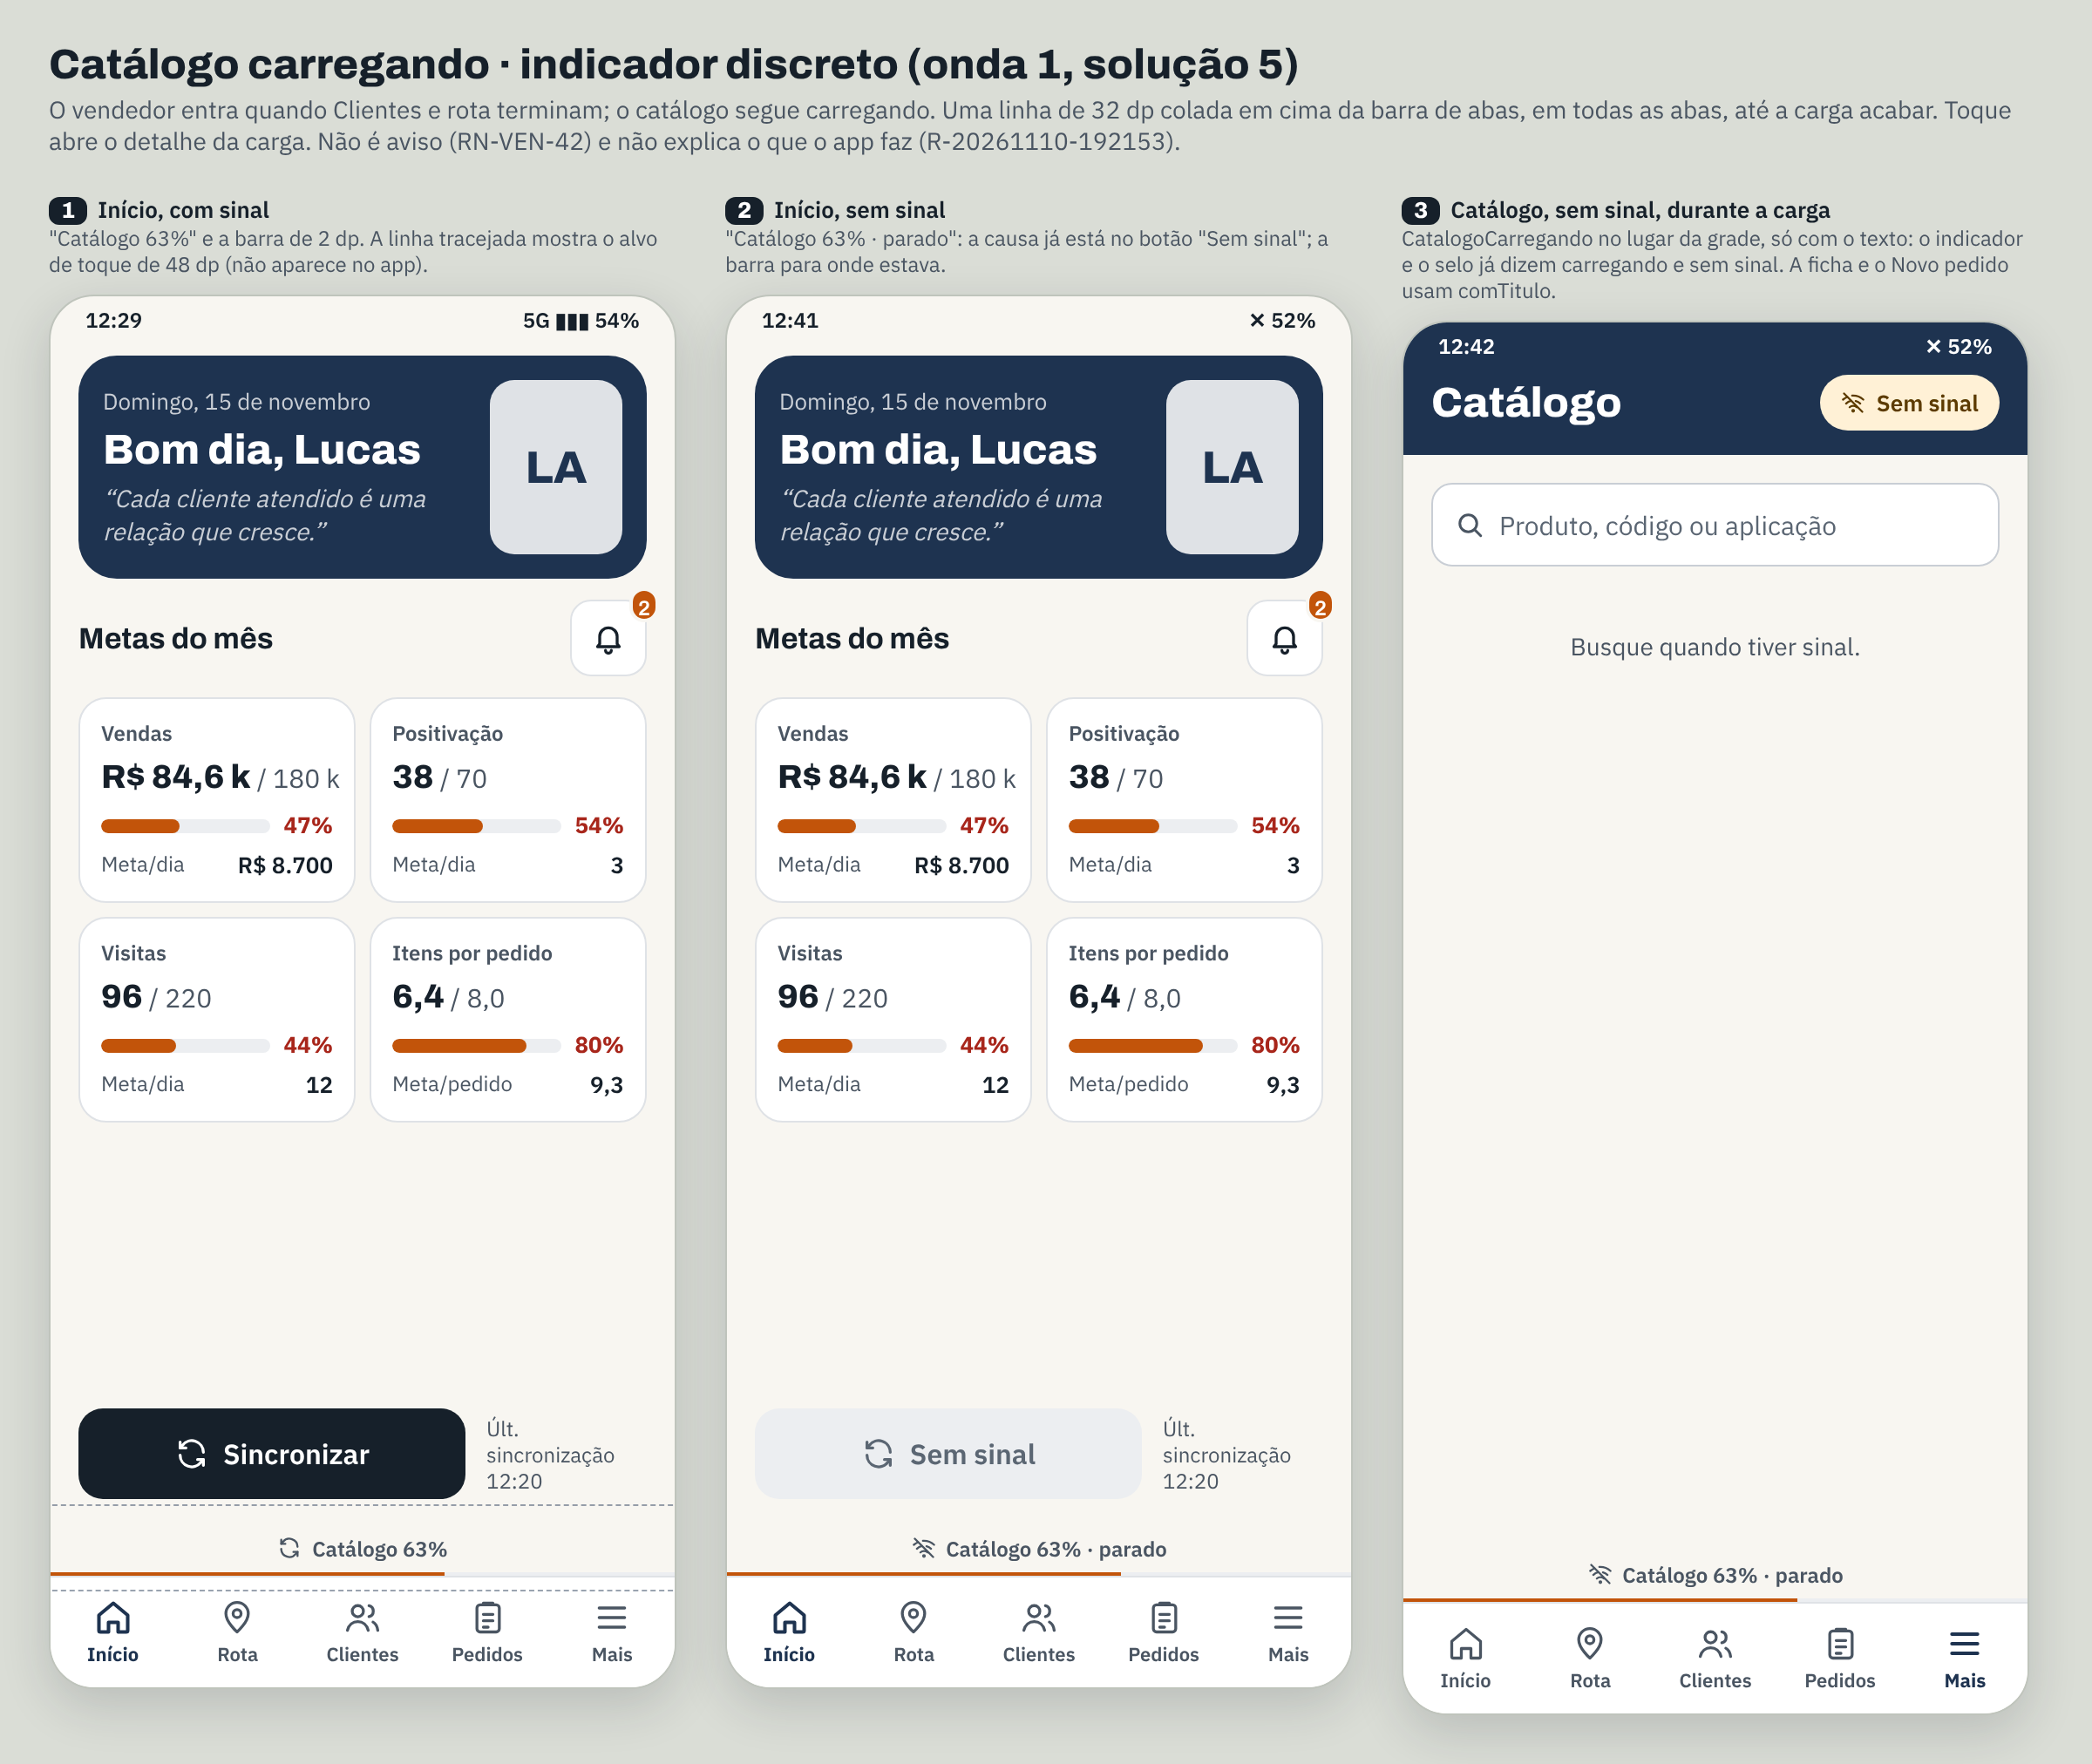 Catálogo carregando · indicador discreto (onda 1, solução 5)
O vendedor entra quando Clientes e rota terminam; o catálogo segue carregando. Uma linha de 32 dp colada em cima da barra de abas, em todas as abas, até a carga acabar. Toque
abre o detalhe da carga. Não é aviso (RN-VEN-42) e não explica o que o app faz (R-20261110-192153).
1 Início, com sinal
"Catálogo 63%" e a barra de 2 dp. A linha tracejada mostra o alvo
de toque de 48 dp (não aparece no app).
12:29 5G 54%
Domingo, 15 de novembro
Bom dia, Lucas
“Cada cliente atendido é uma
relação que cresce.”
LA
Metas do mês
2
Vendas
R$ 84,6 k / 180 k
47%
Meta/dia R$ 8.700
Positivação
38 / 70
54%
Meta/dia 3
Visitas
96 / 220
44%
Meta/dia 12
Itens por pedido
6,4 / 8,0
80%
Meta/pedido 9,3
Sincronizar
Últ.
sincronização
12:20
Catálogo 63%
Início Rota Clientes Pedidos Mais
2 Início, sem sinal
"Catálogo 63% · parado": a causa já está no botão "Sem sinal"; a
barra para onde estava.
12:41 ✕ 52%
Domingo, 15 de novembro
Bom dia, Lucas
“Cada cliente atendido é uma
relação que cresce.”
LA
Metas do mês
2
Vendas
R$ 84,6 k / 180 k
47%
Meta/dia R$ 8.700
Positivação
38 / 70
54%
Meta/dia 3
Visitas
96 / 220
44%
Meta/dia 12
Itens por pedido
6,4 / 8,0
80%
Meta/pedido 9,3
Sem sinal
Últ.
sincronização
12:20
Catálogo 63% · parado
Início Rota Clientes Pedidos Mais
3 Catálogo, sem sinal, durante a carga
CatalogoCarregando no lugar da grade, só com o texto: o indicador
e o selo já dizem carregando e sem sinal. A ficha e o Novo pedido
usam comTitulo.
12:42 ✕ 52%
Catálogo
Sem sinal
Produto, código ou aplicação
Busque quando tiver sinal.
Catálogo 63% · parado
Início Rota Clientes Pedidos Mais